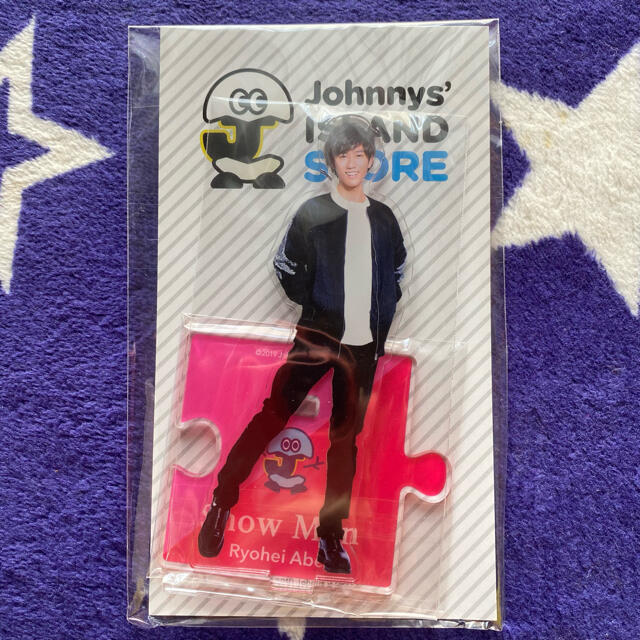 Johnnys'
ISLAND
STORE
©2019 J
Snow Man
Ryohei Abe